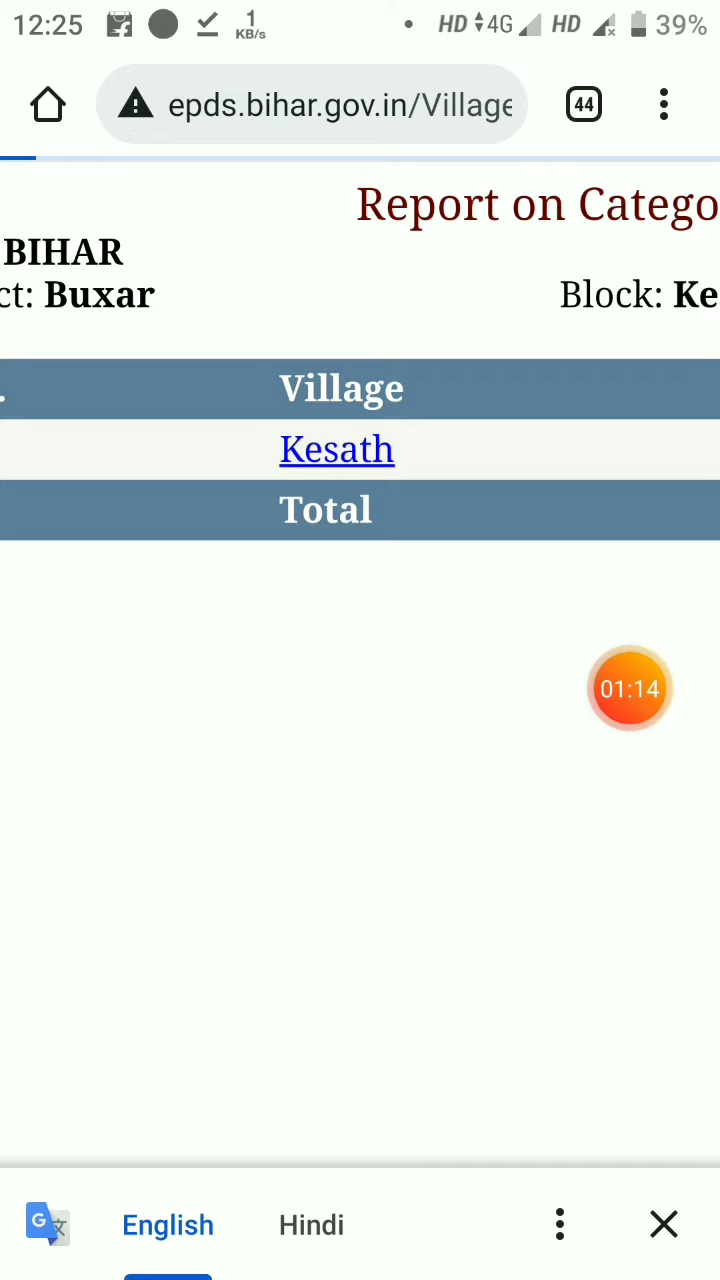 12:25 1 KB/s HD 4G HD 39%
epds.bihar.gov.in/Village 44
Report on Catego
BIHAR
ct: Buxar Block: Ke
. Village
Kesath
Total
01:14
G 文 English Hindi